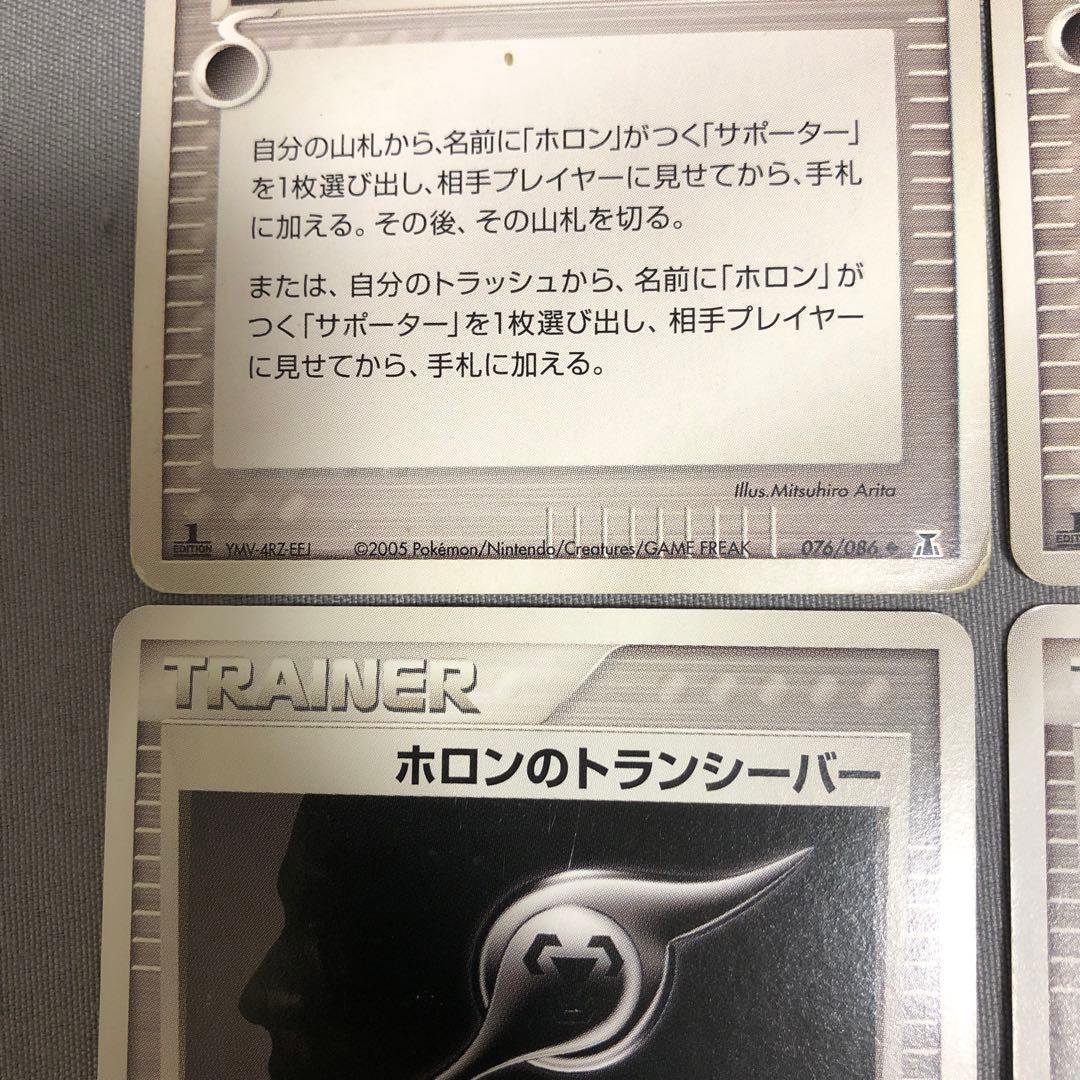 自分の山札から、名前に「ホロン」がつく「サポーター」
を1枚選び出し、相手プレイヤーに見せてから、手札
に加える。その後、その山札を切る。
または、自分のトラッシュから、名前に「ホロン」が
つく「サポーター」を1枚選び出し、相手プレイヤー
に見せてから、手札に加える。
Illus.Mitsuhiro Arita
1 EDITION YMV-4RZ-EEJ ©2005 Pokémon/Nintendo/Creatures/GAME FREAK 076/086
TRAINER
ホロンのトランシーバー